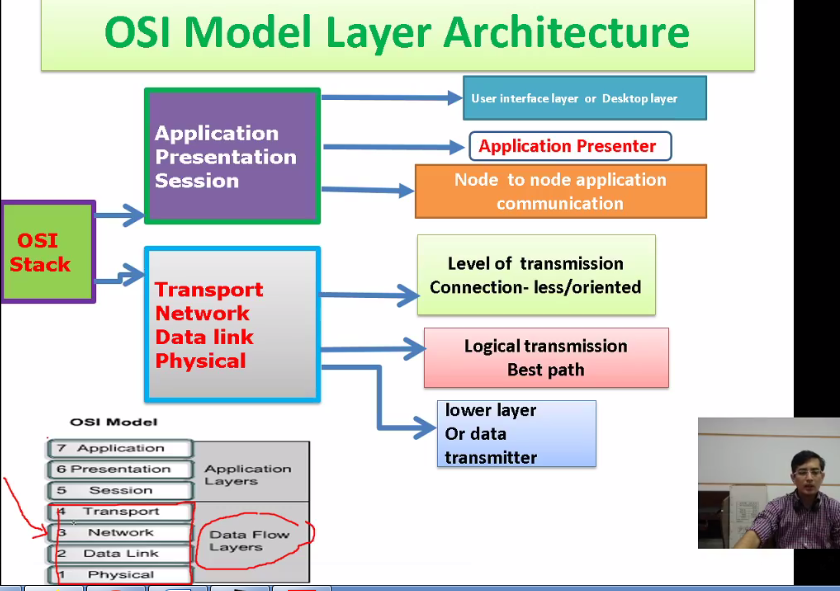 OSI Model Layer Architecture
User interface layer or Desktop layer
Application
Presentation
Session
Application Presenter
Node to node application
communication
OSI
Stack
Transport
Network
Data link
Physical
Level of transmission
Connection- less/oriented
Logical transmission
Best path
lower layer
Or data
transmitter
OSI Model
7 Application
6 Presentation
5 Session
Application
Layers
4 Transport
3 Network
2 Data Link
1 Physical
Data Flow
Layers